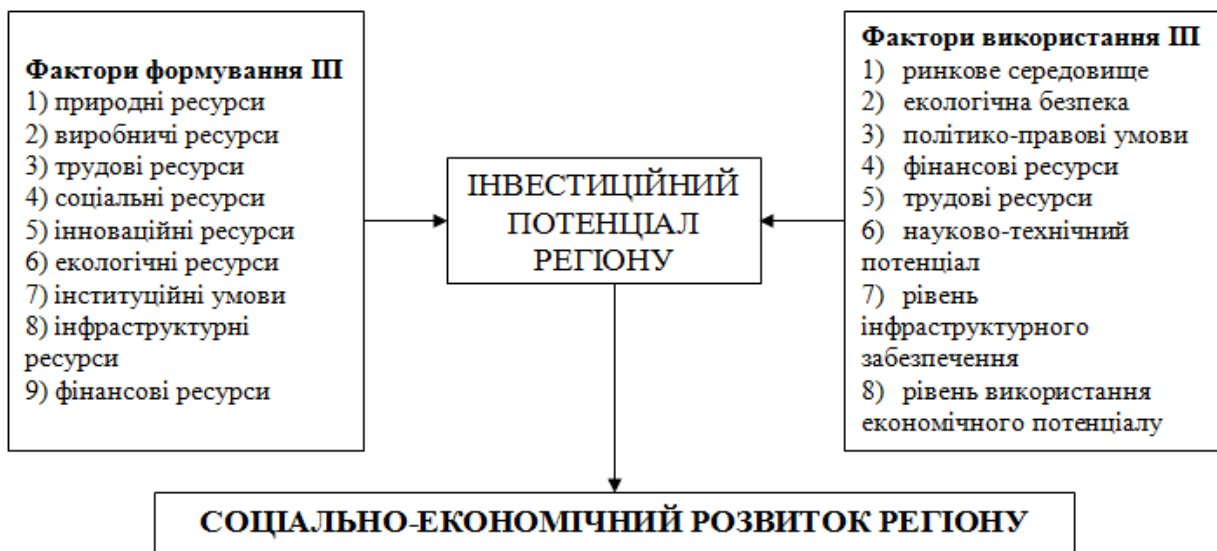 Фактори формування ІП
1) природні ресурси
2) виробничі ресурси
3) трудові ресурси
4) соціальні ресурси
5) інноваційні ресурси
6) екологічні ресурси
7) інституційні умови
8) інфраструктурні
ресурси
9) фінансові ресурси
ІНВЕСТИЦІЙНИЙ
ПОТЕНЦІАЛ
РЕГІОНУ
Фактори використання ІП
1) ринкове середовище
2) екологічна безпека
3) політико-правові умови
4) фінансові ресурси
5) трудові ресурси
6) науково-технічний
потенціал
7) рівень
інфраструктурного
забезпечення
8) рівень використання
економічного потенціалу
СОЦІАЛЬНО-ЕКОНОМІЧНИЙ РОЗВИТОК РЕГІОНУ